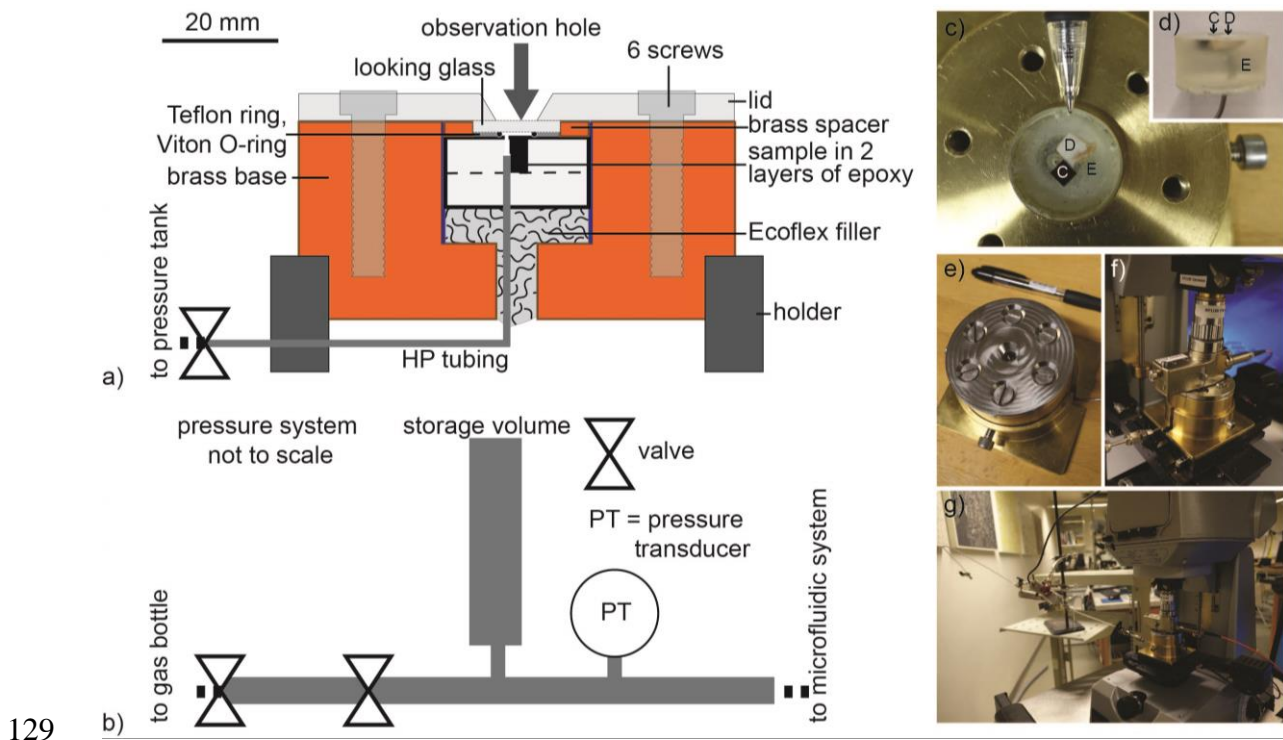 20 mm
observation hole
looking glass
6 screws
Teflon ring,
Viton O-ring
brass base
lid
brass spacer
sample in 2
layers of epoxy
Ecoflex filler
holder
HP tubing
to pressure tank
a)
pressure system
not to scale
storage volume
valve
PT = pressure
transducer
PT
to gas bottle
to microfluidic system
b)
c)
D
C
E
d)
C D
E
e)
f)
g)
129